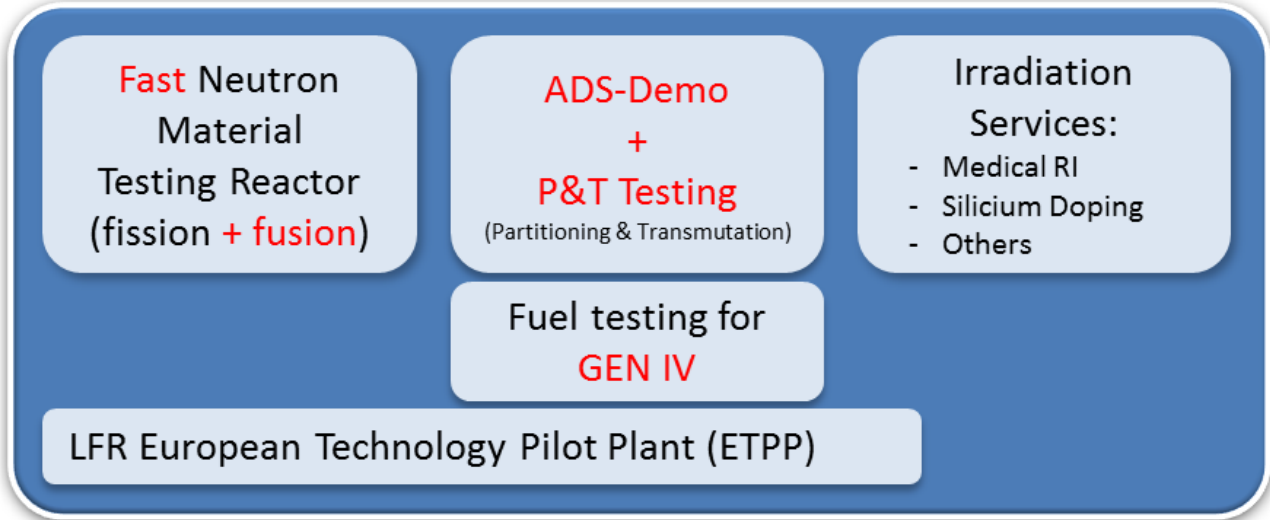 Fast Neutron
Material
Testing Reactor
(fission + fusion)
ADS-Demo
+
P&T Testing
(Partitioning & Transmutation)
Irradiation
Services:
- Medical RI
- Silicium Doping
- Others
Fuel testing for
GEN IV
LFR European Technology Pilot Plant (ETPP)